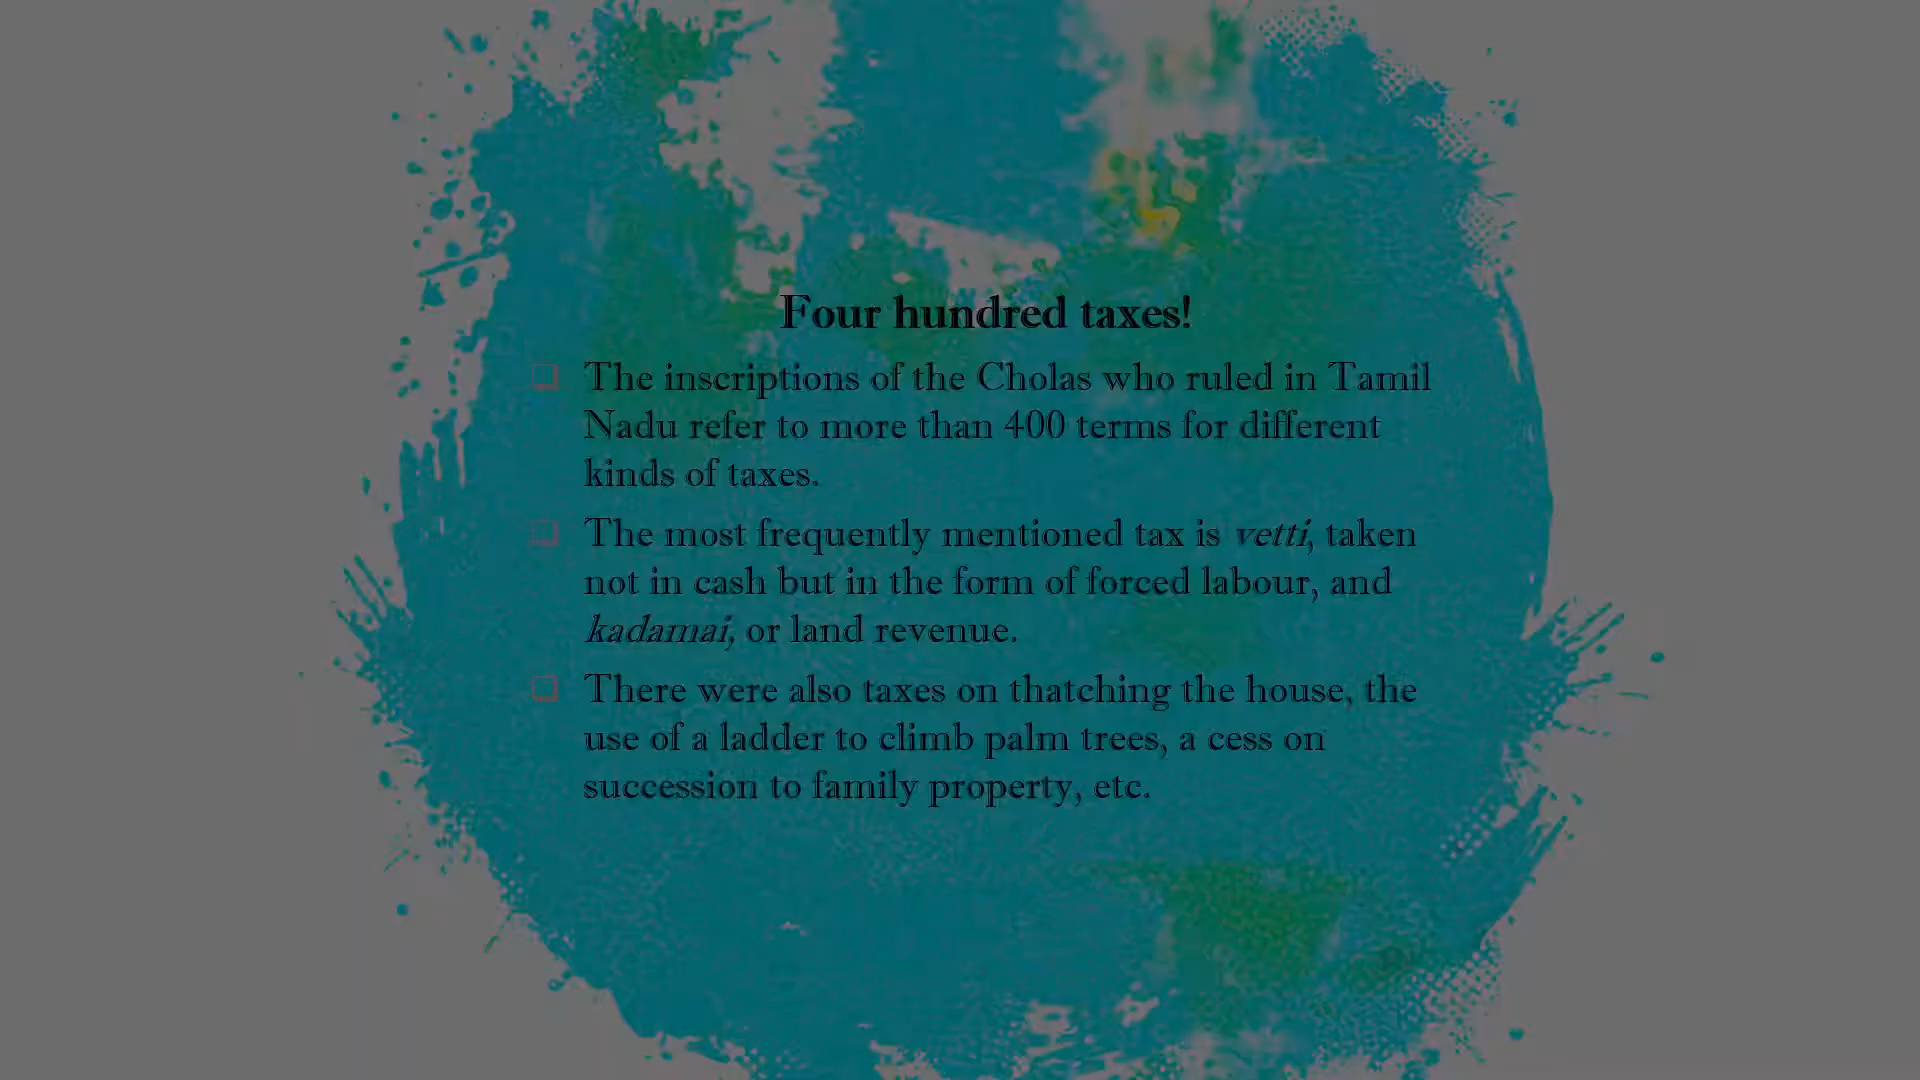 Four hundred taxes!
The inscriptions of the Cholas who ruled in Tamil
Nadu refer to more than 400 terms for different
kinds of taxes.
The most frequently mentioned tax is vetti, taken
not in cash but in the form of forced labour, and
kadamai, or land revenue.
There were also taxes on thatching the house, the
use of a ladder to climb palm trees, a cess on
succession to family property, etc.